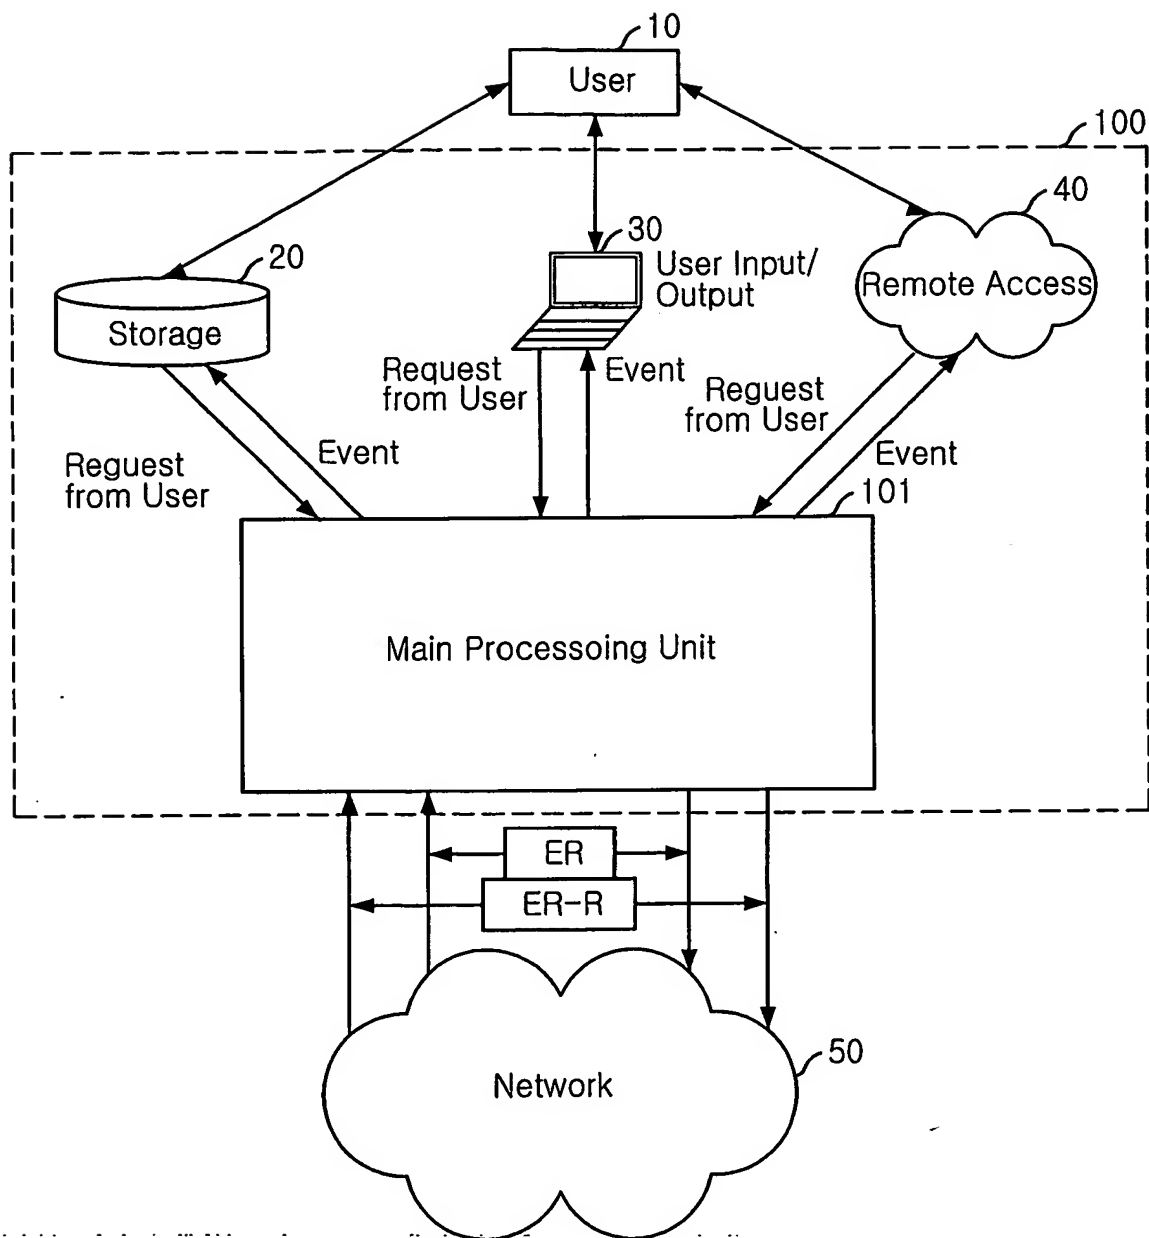 10
User
100
40
30
20
User Input/
Output
Remote Access
Storage
Request
from User
Event
Reguest
from User
Event
Event
Reguest
from User
101
Main Processoing Unit
ER
ER-R
50
Network